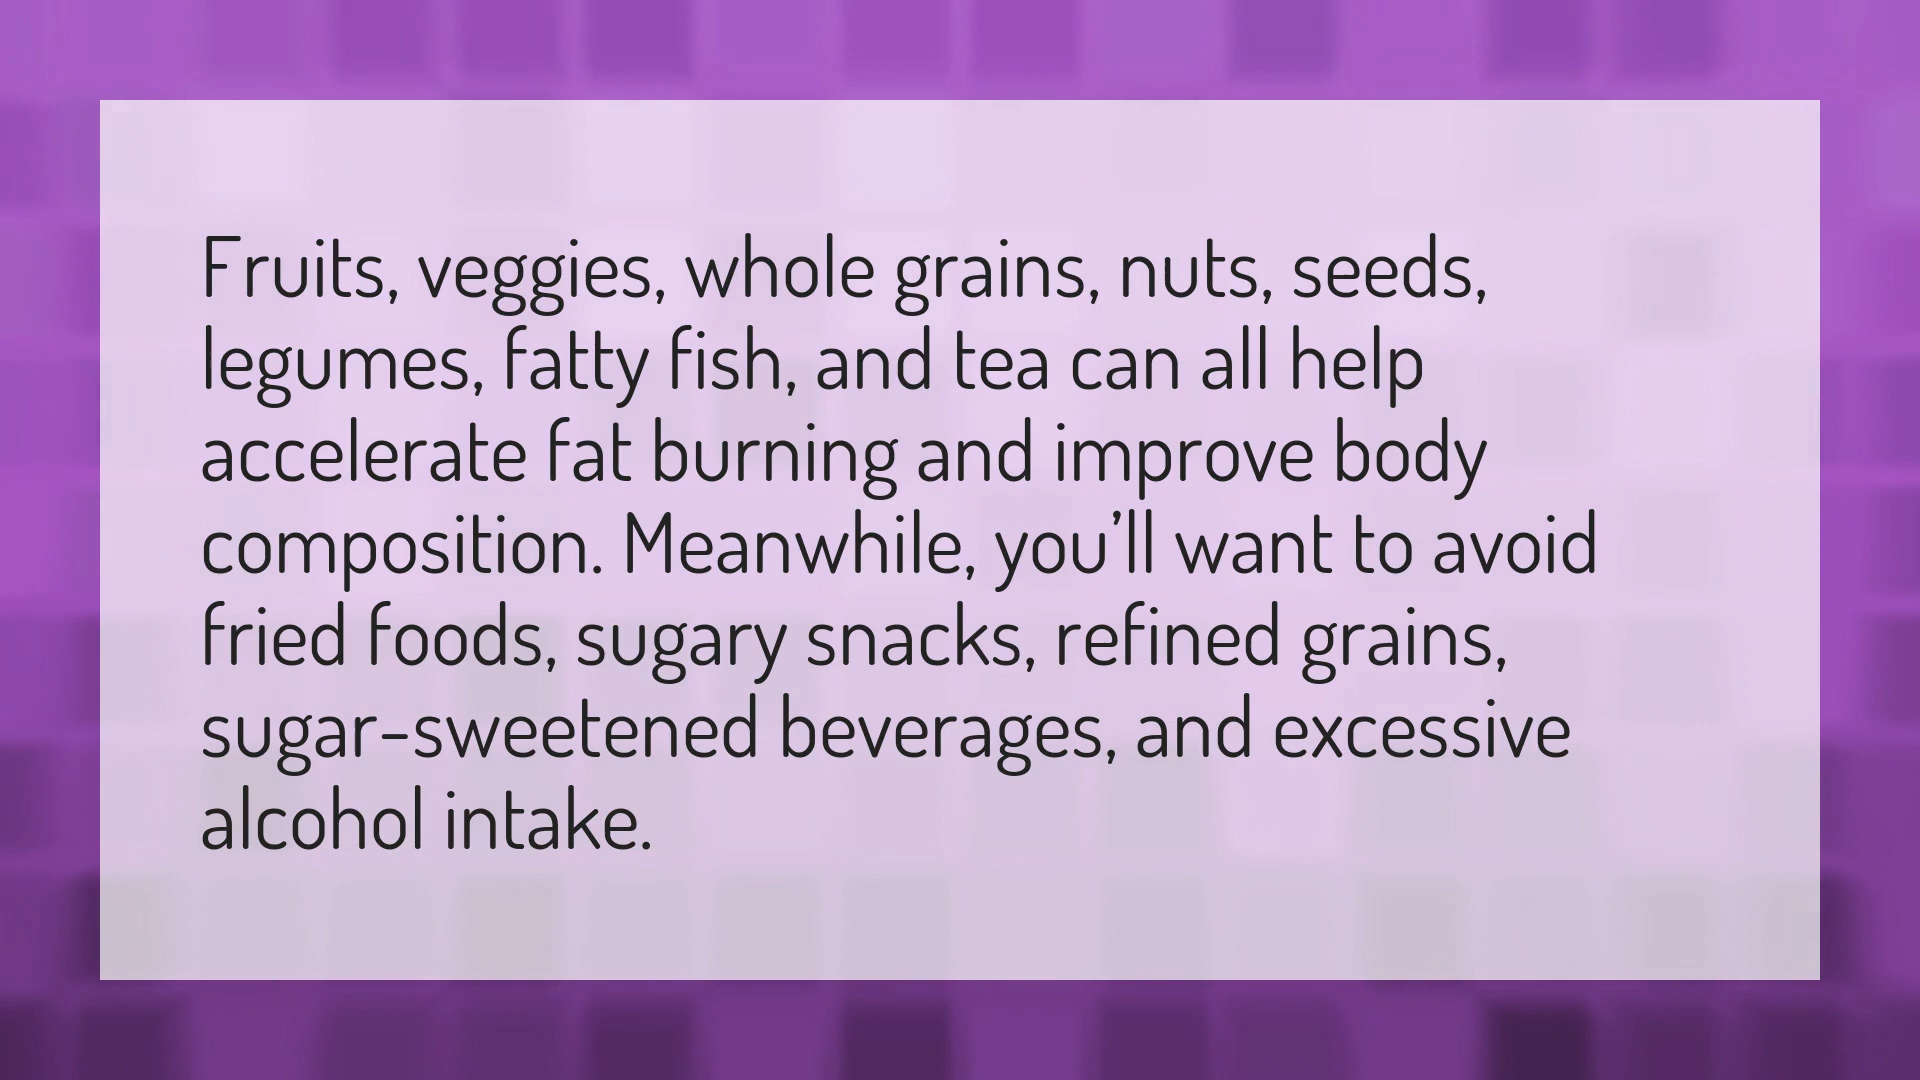 Fruits, veggies, whole grains, nuts, seeds,
legumes, fatty fish, and tea can all help
accelerate fat burning and improve body
composition. Meanwhile, you’ll want to avoid
fried foods, sugary snacks, refined grains,
sugar-sweetened beverages, and excessive
alcohol intake.